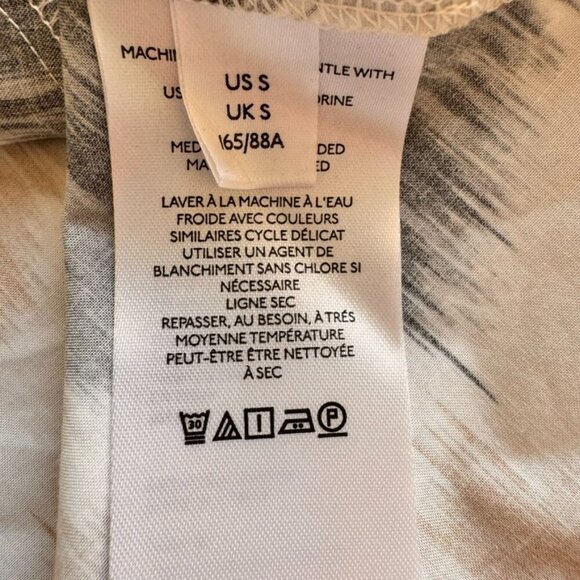 MACHI NTLE WITH
US S
US ORINE
UK S
165/88A
MED DED
MA ED
LAVER À LA MACHINE À L'EAU
FROIDE AVEC COULEURS
SIMILAIRES CYCLE DÉLICAT
UTILISER UN AGENT DE
BLANCHIMENT SANS CHLORE SI
NÉCESSAIRE
LIGNE SEC
REPASSER, AU BESOIN, À TRÉS
MOYENNE TEMPÉRATURE
PEUT-ÊTRE ÊTRE NETTOYÉE
À SEC
30
P